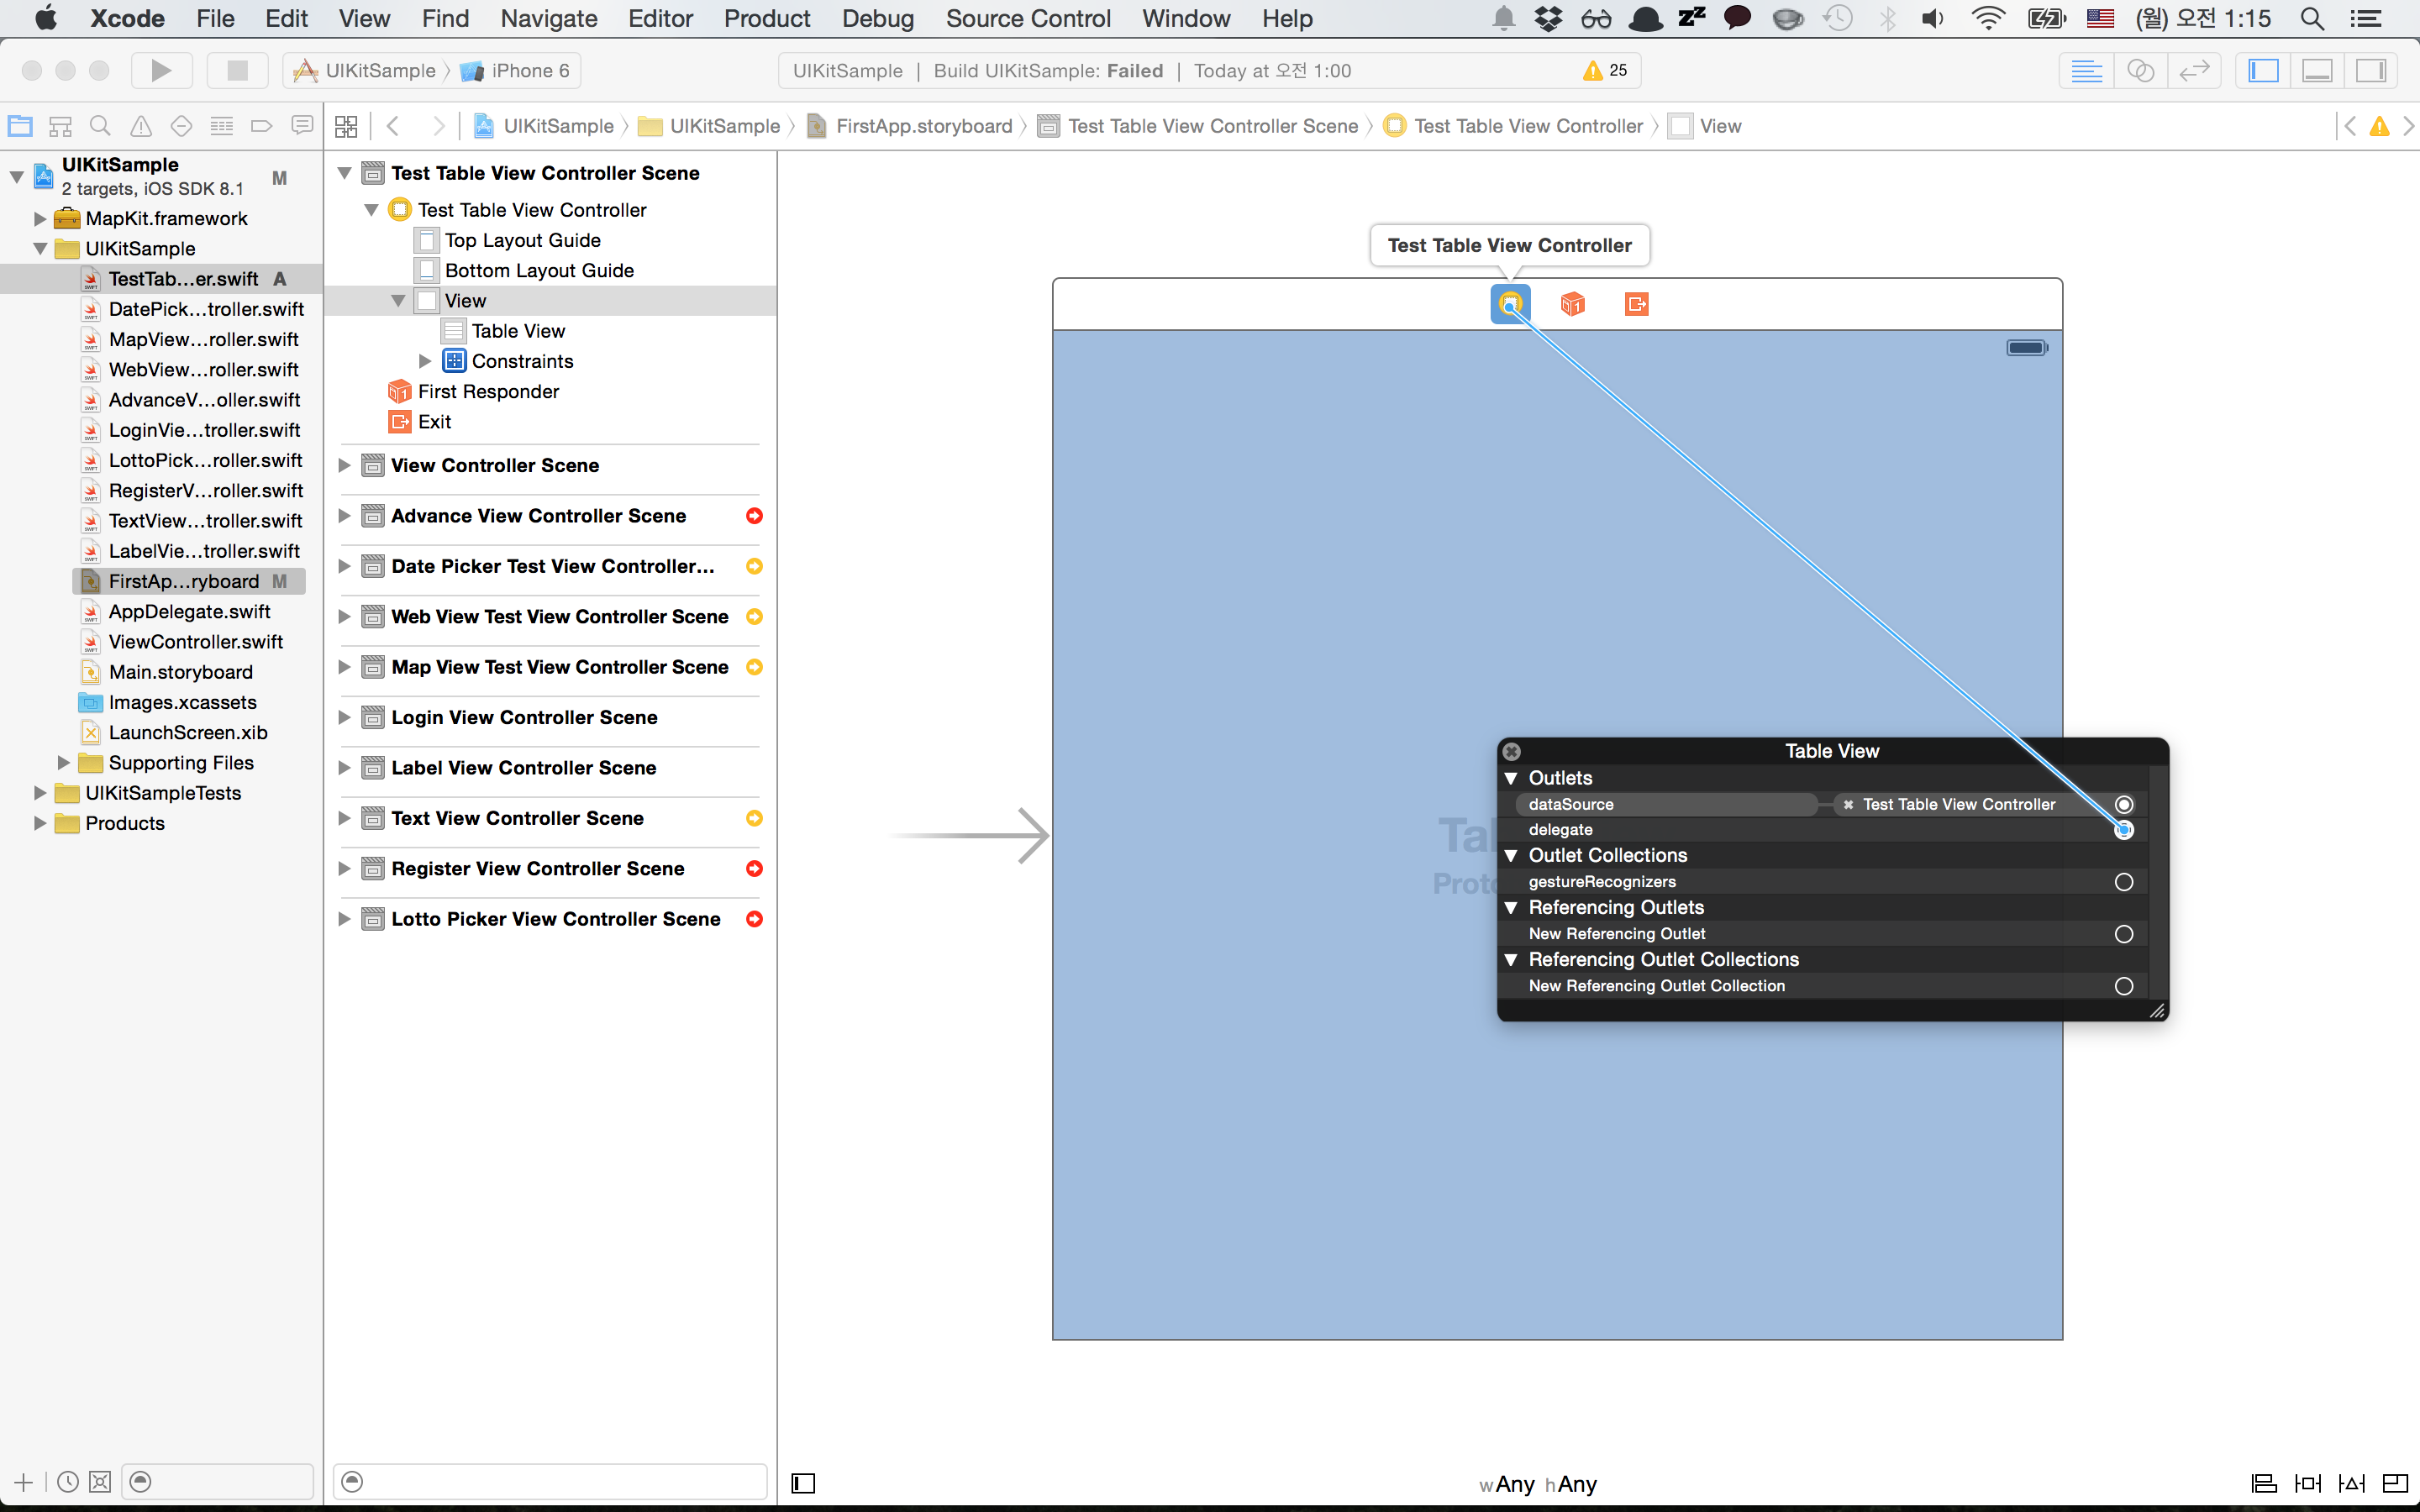 Xcode File Edit View Find Navigate Editor Product Debug Source Control Window Help (월) 오전 1:15
UIKitSample iPhone 6
UIKitSample | Build UIKitSample: Failed | Today at 오전 1:00 25
UIKitSample UIKitSample FirstApp.storyboard Test Table View Controller Scene Test Table View Controller View
UIKitSample
2 targets, iOS SDK 8.1 M
MapKit.framework
UIKitSample
TestTab...er.swift A
DatePick...troller.swift
MapView...roller.swift
WebView...roller.swift
AdvanceV...oller.swift
LoginVie...troller.swift
LottoPick...roller.swift
RegisterV...roller.swift
TextView...troller.swift
LabelVie...troller.swift
FirstAp...ryboard M
AppDelegate.swift
ViewController.swift
Main.storyboard
Images.xcassets
LaunchScreen.xib
Supporting Files
UIKitSampleTests
Products
Test Table View Controller Scene
Test Table View Controller
Top Layout Guide
Bottom Layout Guide
View
Table View
Constraints
First Responder
Exit
View Controller Scene
Advance View Controller Scene
Date Picker Test View Controller...
Web View Test View Controller Scene
Map View Test View Controller Scene
Login View Controller Scene
Label View Controller Scene
Text View Controller Scene
Register View Controller Scene
Lotto Picker View Controller Scene
Test Table View Controller
Table View
Outlets
dataSource Test Table View Controller
delegate
Outlet Collections
gestureRecognizers
Referencing Outlets
New Referencing Outlet
Referencing Outlet Collections
New Referencing Outlet Collection
wAny hAny